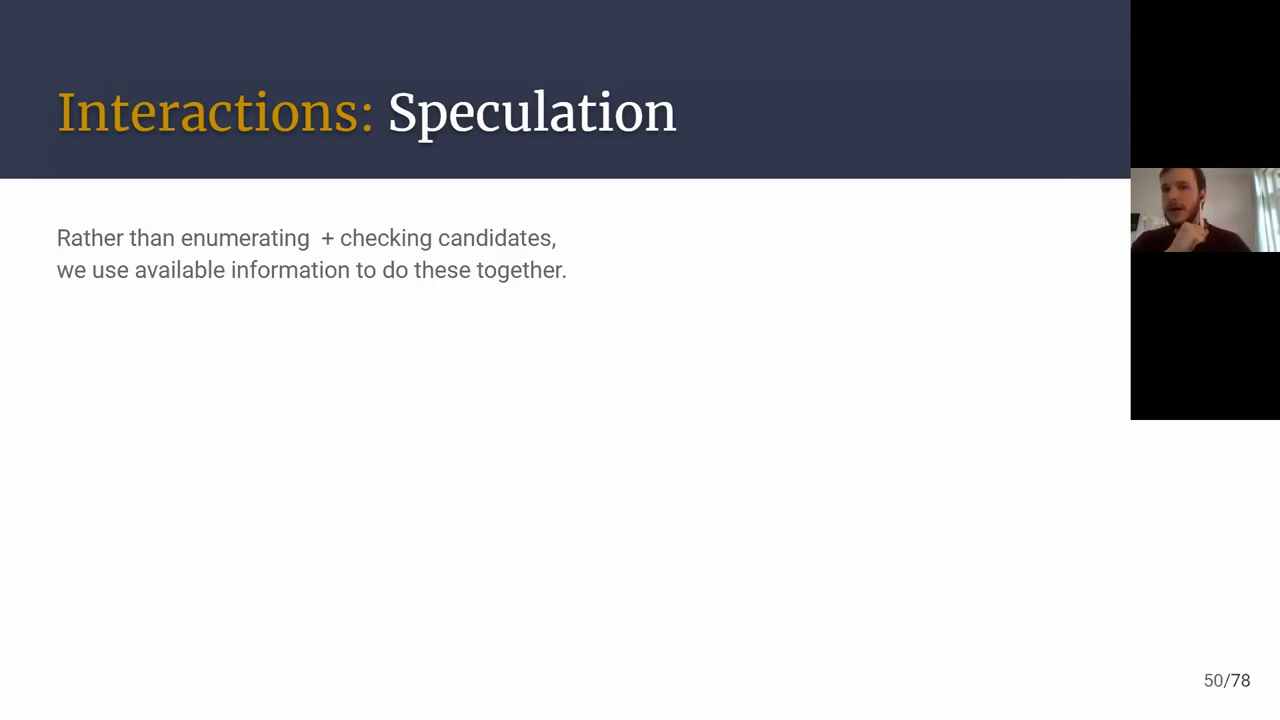 Interactions: Speculation
Rather than enumerating  + checking candidates,
we use available information to do these together.
50/78